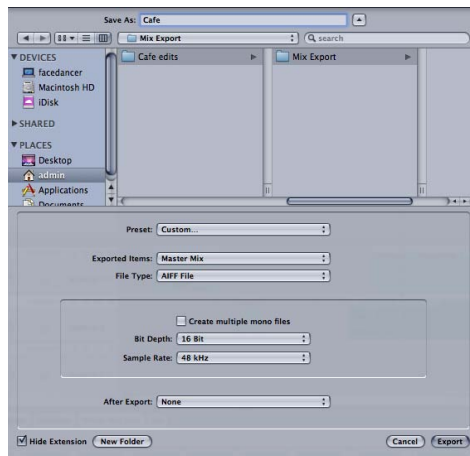 Save As: Cafe
Mix Export
search
DEVICES
facedancer
Macintosh HD
iDisk
SHARED
PLACES
Desktop
admin
Applications
Documents
Cafe edits
Mix Export
Preset: Custom...
Exported Items: Master Mix
File Type: AIFF File
Create multiple mono files
Bit Depth: 16 Bit
Sample Rate: 48 kHz
After Export: None
Hide Extension
New Folder
Cancel
Export